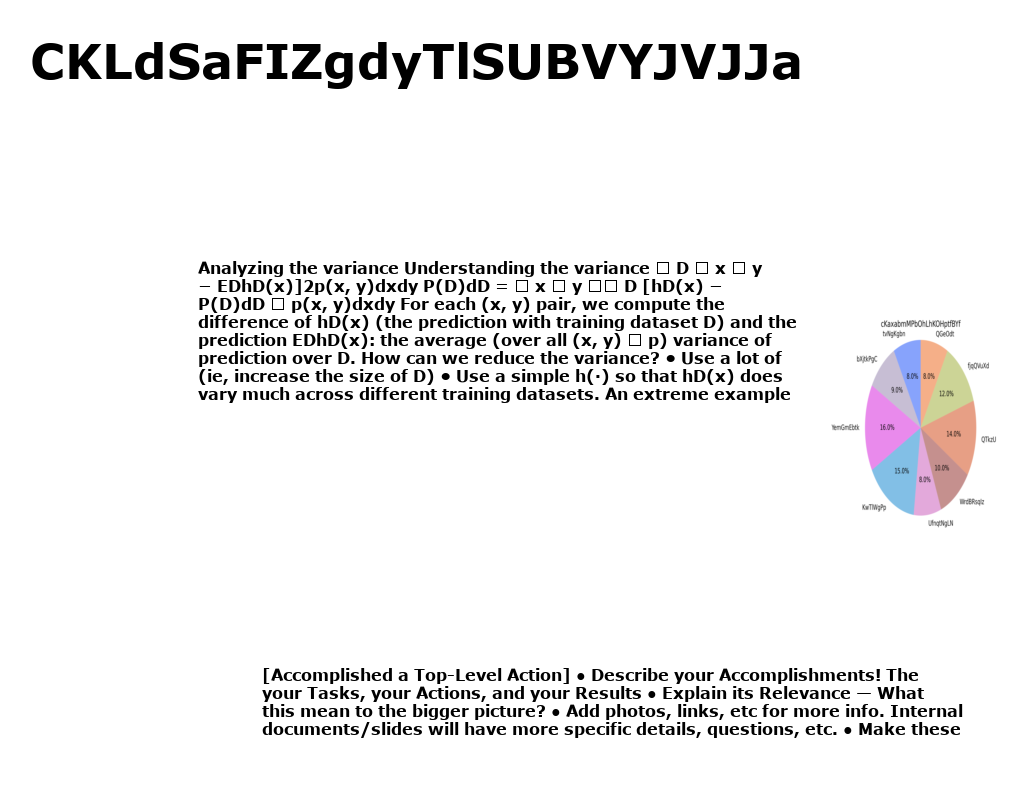 CKLdSaFIZgdyTlSUBVYJVJJa
Analyzing the variance Understanding the variance □ D □ x □ y
− EDhD(x)]2p(x, y)dxdy P(D)dD = □ x □ y □□ D [hD(x) −
P(D)dD □ p(x, y)dxdy For each (x, y) pair, we compute the
difference of hD(x) (the prediction with training dataset D) and the
prediction EDhD(x): the average (over all (x, y) □ p) variance of
prediction over D. How can we reduce the variance? ● Use a lot of
(ie, increase the size of D) ● Use a simple h(·) so that hD(x) does
vary much across different training datasets. An extreme example
cKaxabmMPbOhLhKOHptfBYf
tvNgKgbn
QGeOdt
bXjtkPgC
fjqQVuXd
8.0%
8.0%
9.0%
12.0%
YemGmEbtk
16.0%
14.0%
QTkzU
15.0%
10.0%
8.0%
KwTlWgPp
WrdBRsqIz
UfnqtNgLN
[Accomplished a Top-Level Action] ● Describe your Accomplishments! The
your Tasks, your Actions, and your Results ● Explain its Relevance — What
this mean to the bigger picture? ● Add photos, links, etc for more info. Internal
documents/slides will have more specific details, questions, etc. ● Make these